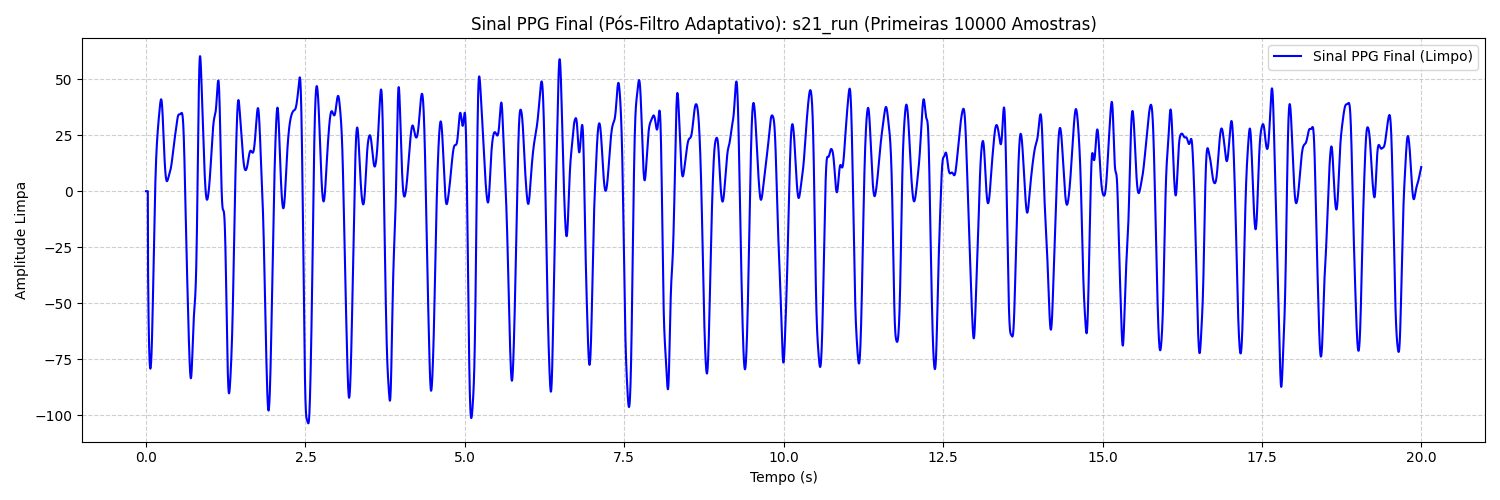 Sinal PPG Final (Pós-Filtro Adaptativo): s21_run (Primeiras 10000 Amostras)
Sinal PPG Final (Limpo)
Amplitude Limpa
50
25
0
−25
−50
−75
−100
0.0 2.5 5.0 7.5 10.0 12.5 15.0 17.5 20.0
Tempo (s)